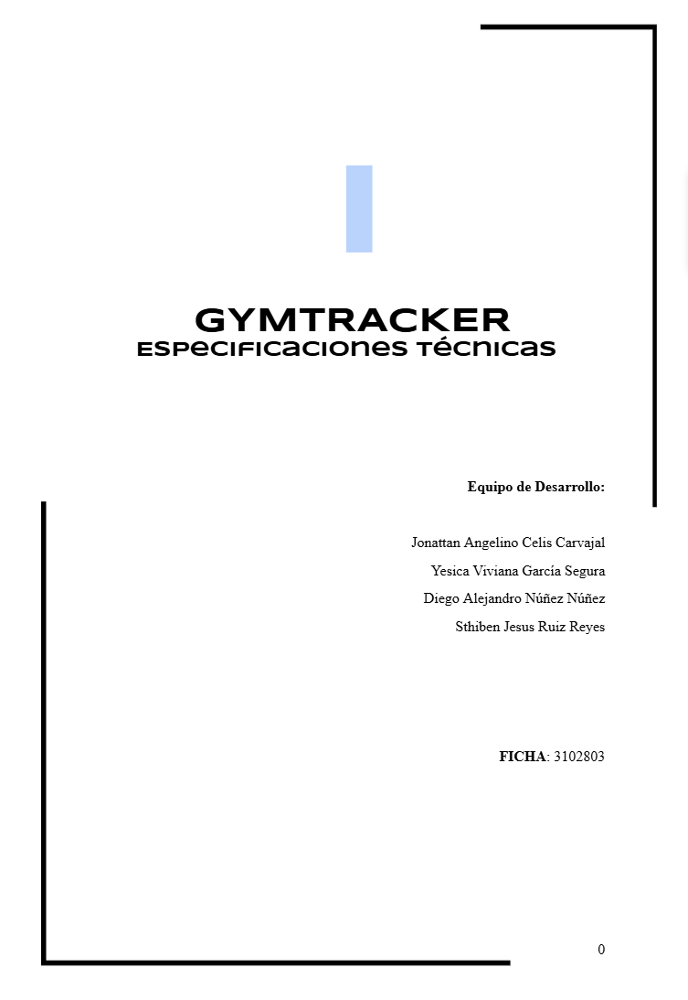 GYMTRACKER
Especificaciones Técnicas
Equipo de Desarrollo:
Jonattan Angelino Celis Carvajal
Yesica Viviana García Segura
Diego Alejandro Núñez Núñez
Sthiben Jesus Ruiz Reyes
FICHA: 3102803
0